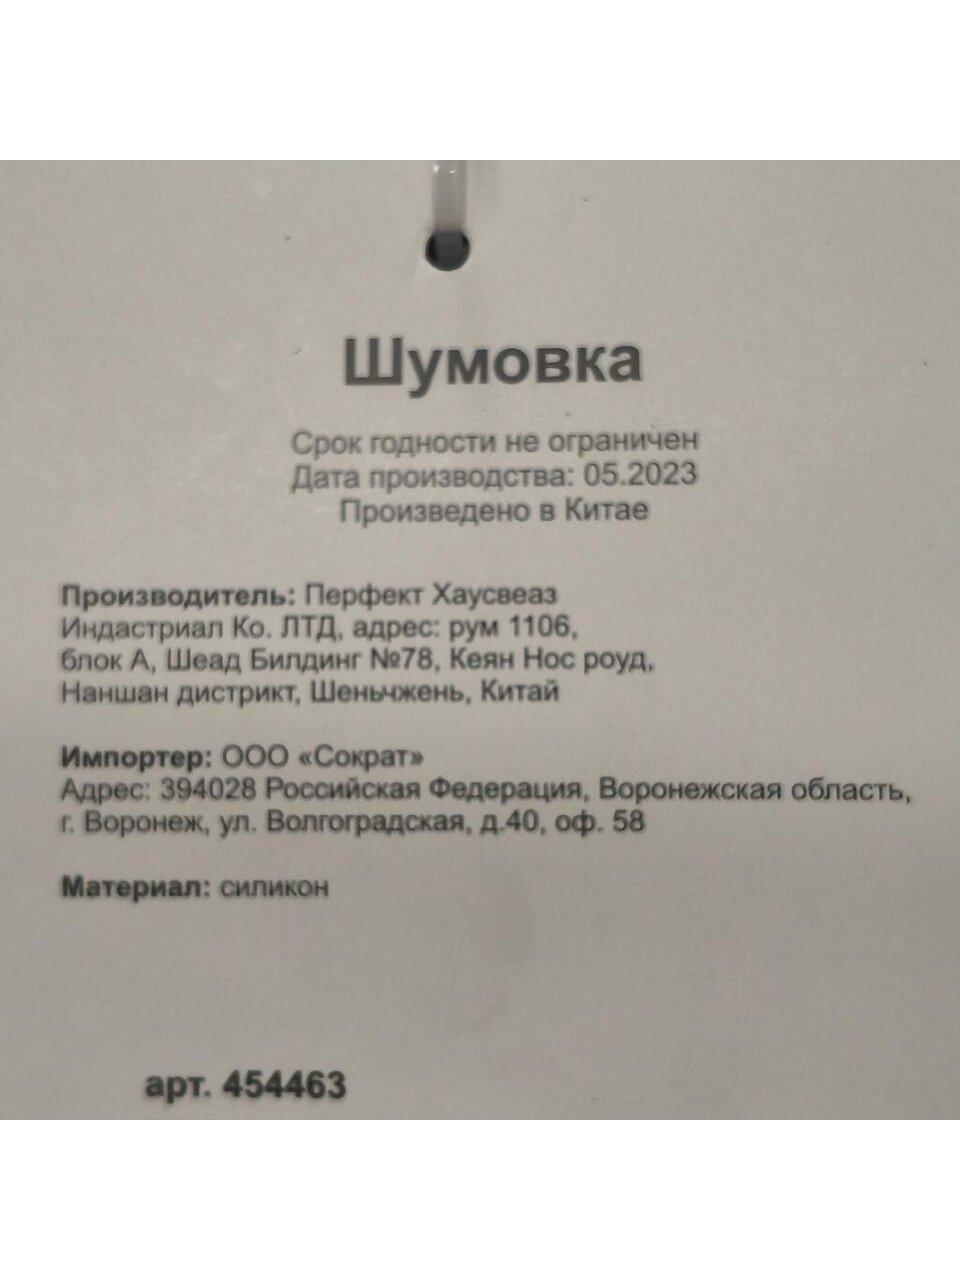 Шумовка
Срок годности не ограничен
Дата производства: 05.2023
Произведено в Китае
Производитель: Перфект Хаусвеаз
Индастриал Ко. ЛТД, адрес: рум 1106,
блок А, Шеад Билдинг №78, Кеян Нос роуд,
Наншан дистрикт, Шеньчжень, Китай
Импортер: ООО «Сократ»
Адрес: 394028 Российская Федерация, Воронежская область,
г. Воронеж, ул. Волгоградская, д.40, оф. 58
Материал: силикон
арт. 454463